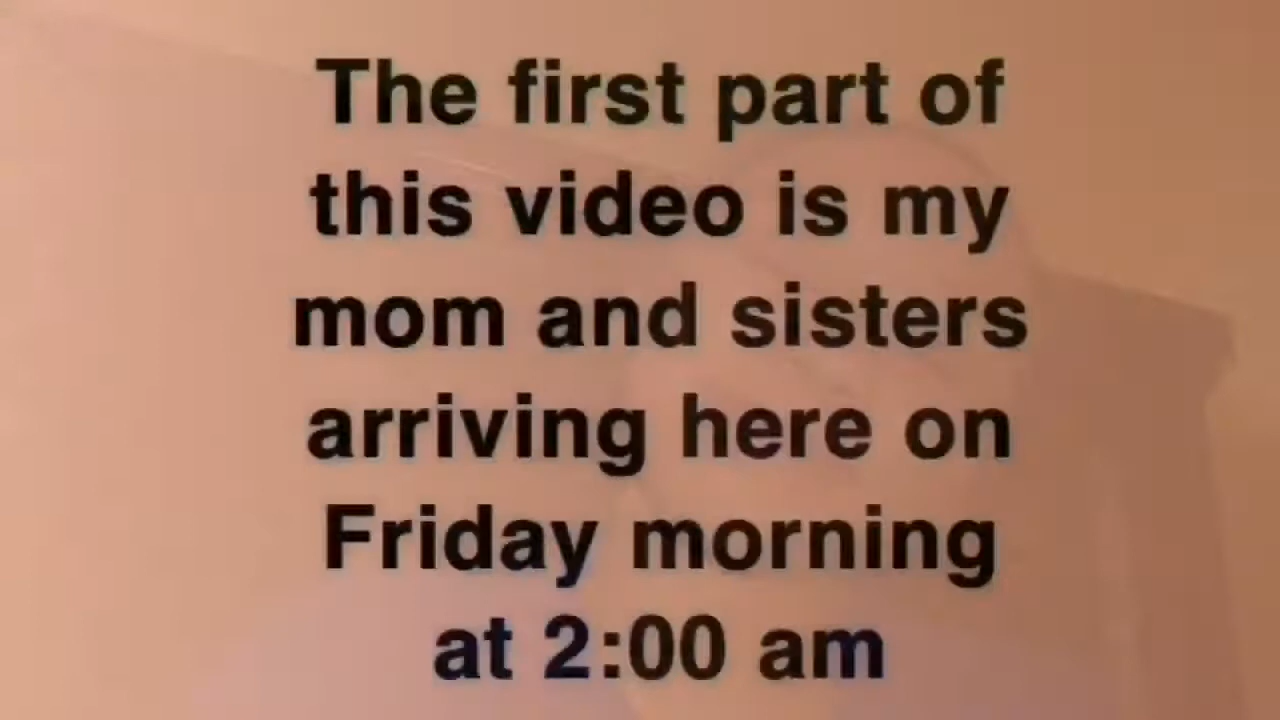 The first part of
this video is my
mom and sisters
arriving here on
Friday morning
at 2:00 am